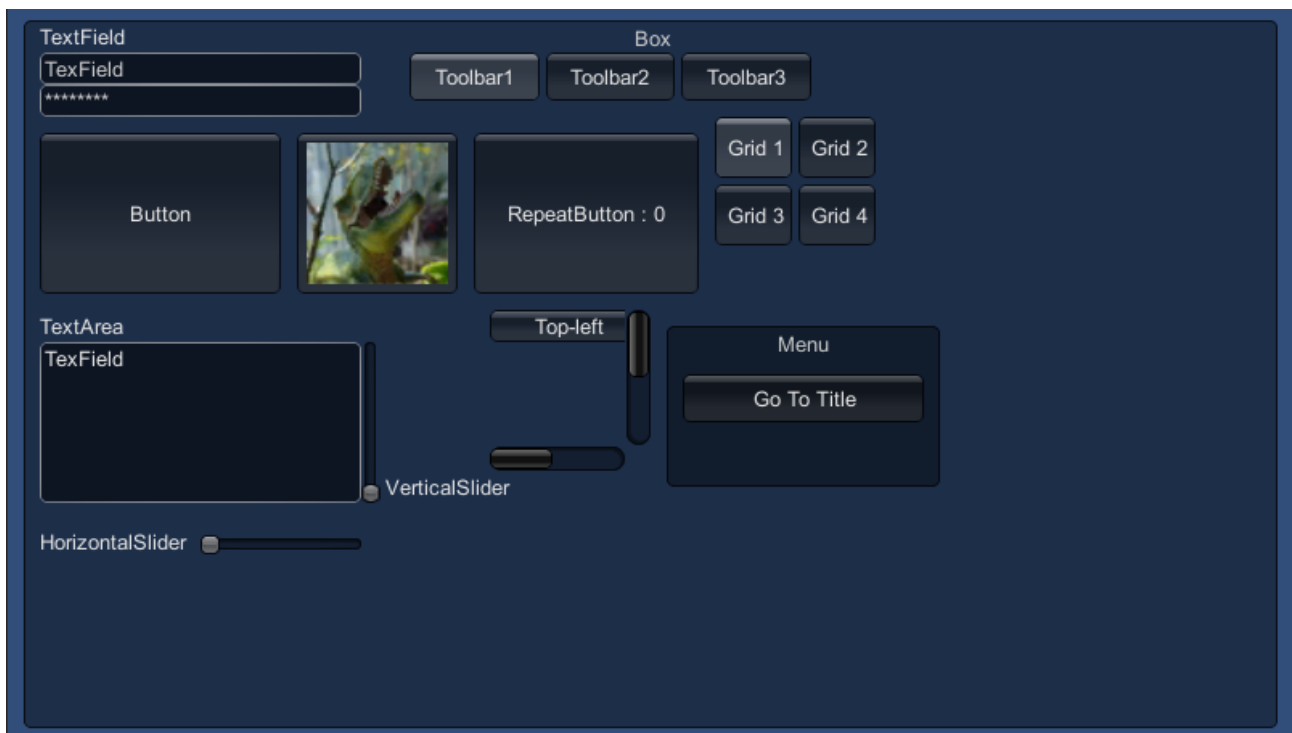 TextField
Box
TexField
********
Toolbar1
Toolbar2
Toolbar3
Button
RepeatButton : 0
Grid 1
Grid 2
Grid 3
Grid 4
TextArea
TexField
VerticalSlider
Top-left
Menu
Go To Title
HorizontalSlider